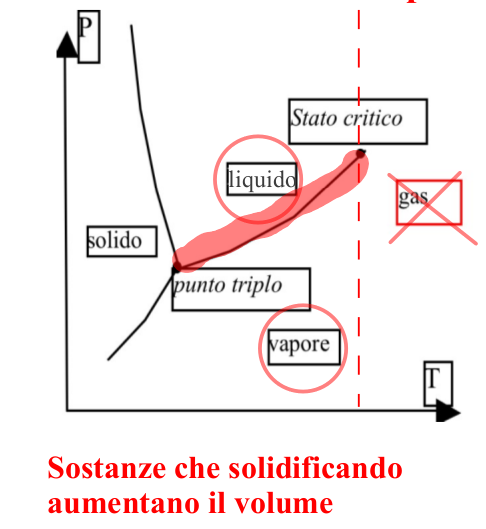 P
Stato critico
liquido
gas
solido
punto triplo
vapore
T
Sostanze che solidificando
aumentano il volume